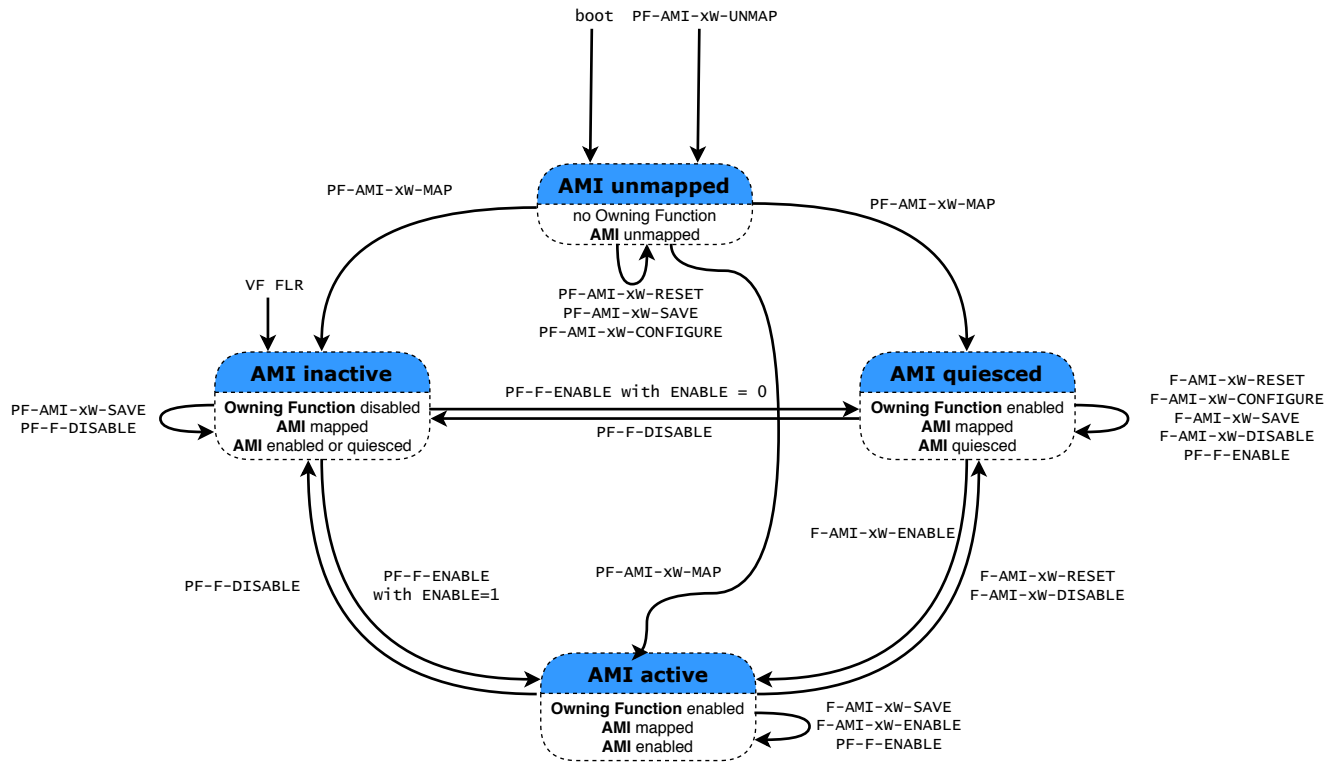 boot PF-AMI-xW-UNMAP
AMI unmapped
no Owning Function
AMI unmapped
PF-AMI-xW-MAP
PF-AMI-xW-MAP
PF-AMI-xW-RESET
PF-AMI-xW-SAVE
PF-AMI-xW-CONFIGURE
VF FLR
AMI inactive
Owning Function disabled
AMI mapped
AMI enabled or quiesced
PF-AMI-xW-SAVE
PF-F-DISABLE
PF-F-ENABLE with ENABLE = 0
PF-F-DISABLE
AMI quiesced
Owning Function enabled
AMI mapped
AMI quiesced
F-AMI-xW-RESET
F-AMI-xW-CONFIGURE
F-AMI-xW-SAVE
F-AMI-xW-DISABLE
PF-F-ENABLE
PF-F-DISABLE
PF-F-ENABLE
with ENABLE=1
PF-AMI-xW-MAP
F-AMI-xW-ENABLE
F-AMI-xW-RESET
F-AMI-xW-DISABLE
AMI active
Owning Function enabled
AMI mapped
AMI enabled
F-AMI-xW-SAVE
F-AMI-xW-ENABLE
PF-F-ENABLE